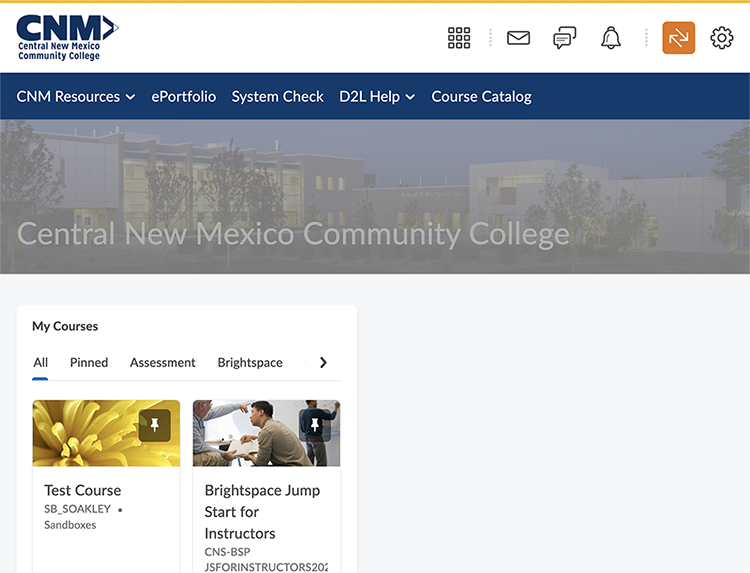 CNM
Central New Mexico
Community College
CNM Resources ePortfolio System Check D2L Help Course Catalog
Central New Mexico Community College
My Courses
All Pinned Assessment Brightspace
Test Course
SB_SOAKLEY •
Sandboxes
Brightspace Jump
Start for
Instructors
CNS-BSP
JSFORINSTRUCTORS202